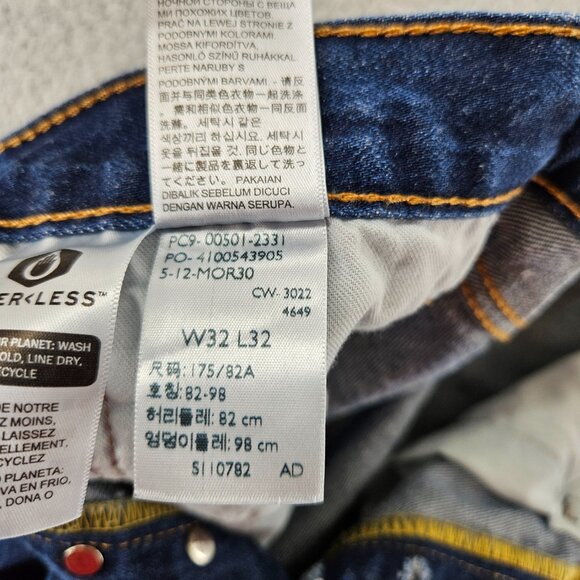 NOCHNOЙ СТОРОНЫ С ВЕЩА
МИ ПОХОЖИХ ЦВЕТОВ.
PRAČ NA LEWEJ STRONIE Z
PODOBNYMI KOLORAMI
MOSSA KIFORDÍTVA,
HASONLÓ SZÍNŰ RUHÁKKAL
PERTE NARUBY S
PODOBNÝMI BARVAMI - 请反
面并与同类色衣物一起洗涤
要和相似色衣物一同反面
洗滌. 세탁시 같은
색상끼리 하십시요. 세탁시
옷을 뒤집을 것. 同じ色物と
一緒に製品を裏返して洗っ
てください. PAKAIAN
DIBALIK SEBELUM DICUCI
DENGAN WARNA SERUPA.
PC9- 00501-2331
PO- 4100543905
5-12-MOR30
CW- 3022
4649
W32 L32
尺码: 175/82A
호칭: 82-98
허리둘레: 82 cm
엉덩이둘레: 98 cm
5110782 AD
ER<LESS™
R PLANET: WASH
OLD, LINE DRY,
ECYCLE
DE NOTRE
Z MOINS,
LAISSEZ
ELLEMENT.
CYCLEZ
O PLANETA:
VA EN FRIO,
DONA O